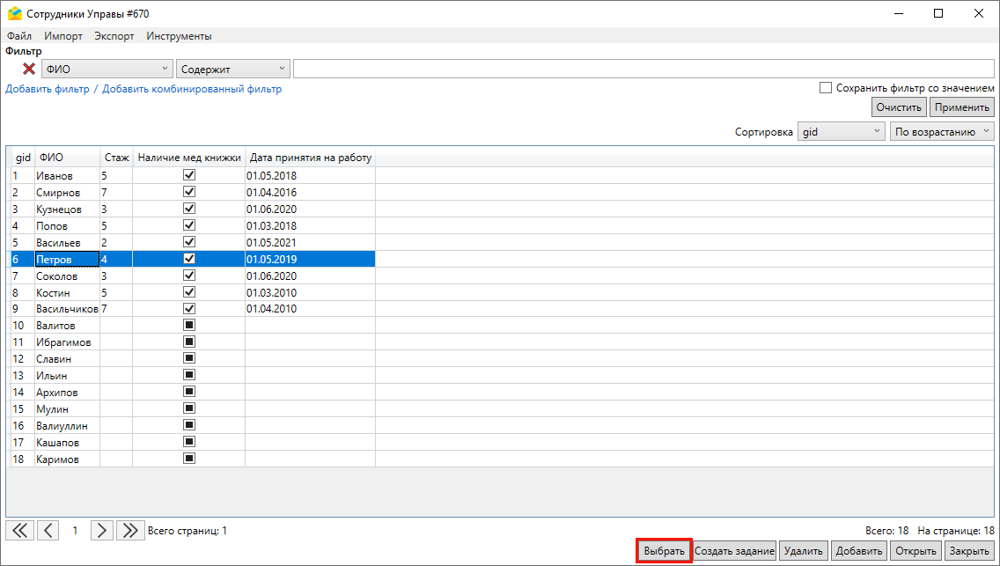 Сотрудники Управы #670
Файл Импорт Экспорт Инструменты
Фильтр
ФИО Содержит
Добавить фильтр / Добавить комбинированный фильтр
Сохранить фильтр со значением
Очистить Применить
Сортировка gid По возрастанию
gid ФИО Стаж Наличие мед книжки Дата принятия на работу
1 Иванов 5 01.05.2018
2 Смирнов 7 01.04.2016
3 Кузнецов 3 01.06.2020
4 Попов 5 01.03.2018
5 Васильев 2 01.05.2021
6 Петров 4 01.05.2019
7 Соколов 3 01.06.2020
8 Костин 5 01.03.2010
9 Васильчиков 7 01.04.2010
10 Валитов
11 Ибрагимов
12 Славин
13 Ильин
14 Архипов
15 Мулин
16 Валиуллин
17 Кашапов
18 Каримов
1 Всего страниц: 1 Всего: 18 На странице: 18
Выбрать Создать задание Удалить Добавить Открыть Закрыть